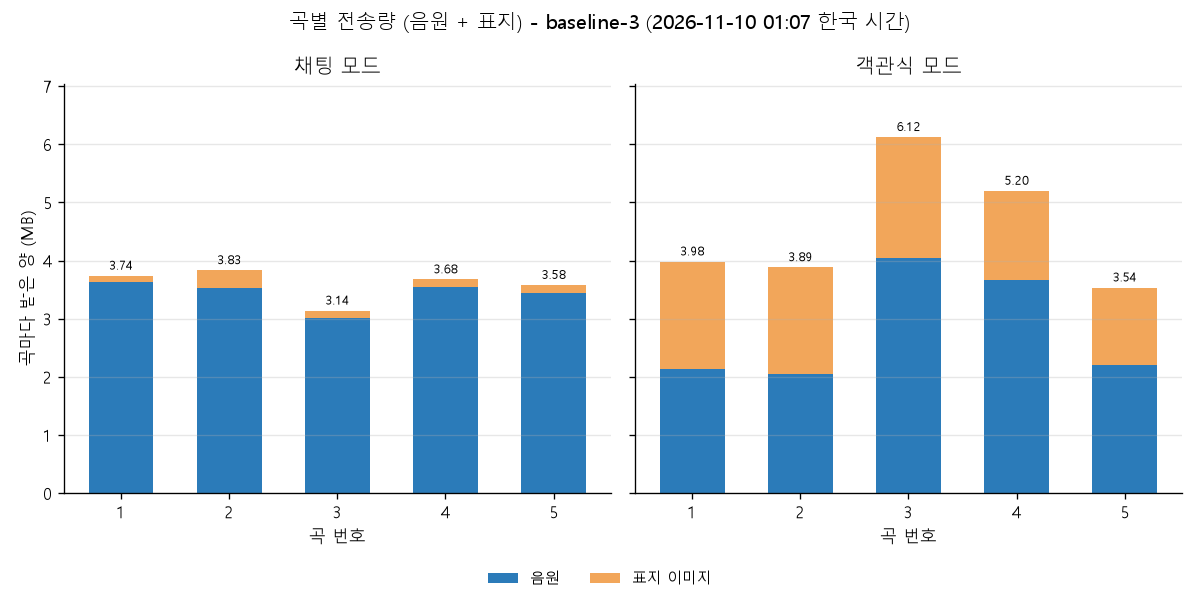 곡별 전송량 (음원 + 표지) - baseline-3 (2026-11-10 01:07 한국 시간)
채팅 모드
객관식 모드
곡마다 받은 양 (MB)
7
6
5
4
3
2
1
0
3.74
3.83
3.14
3.68
3.58
3.98
3.89
6.12
5.20
3.54
1 2 3 4 5
1 2 3 4 5
곡 번호
곡 번호
음원 표지 이미지